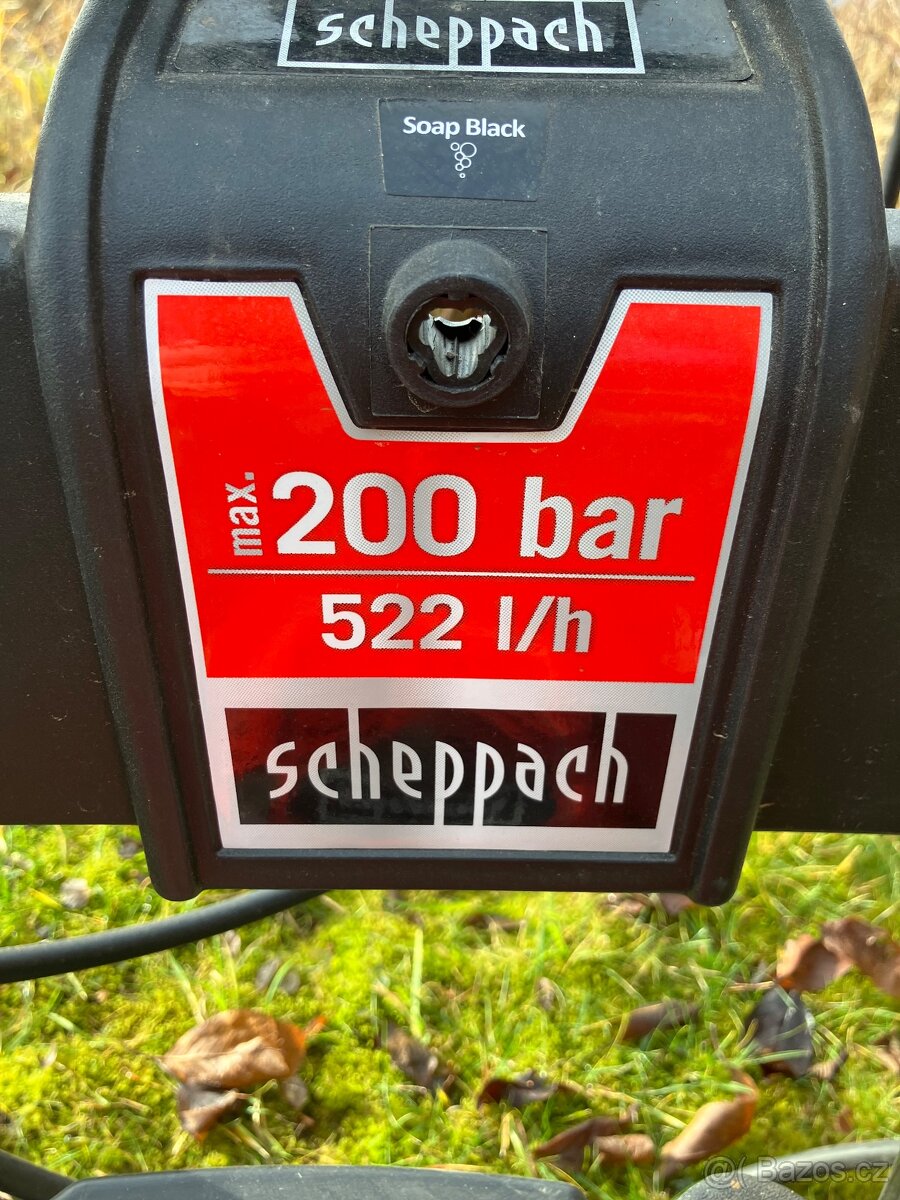 scheppach
Soap Black
max. 200 bar
522 l/h
scheppach
@( Bazos.cz